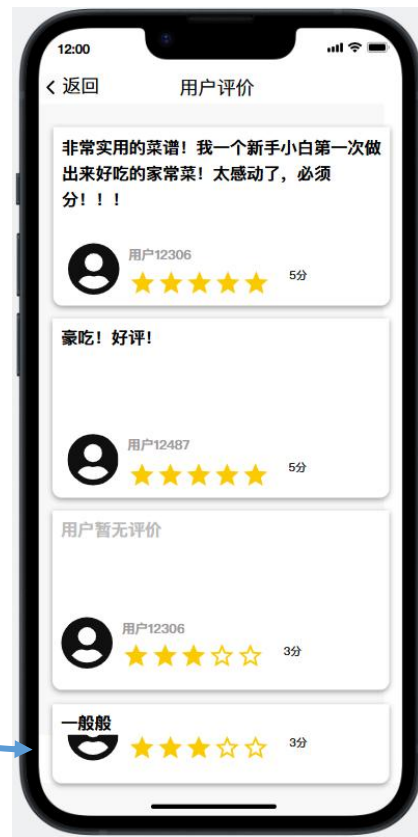 12:00
返回
用户评价
非常实用的菜谱！我一个新手小白第一次做
出来好吃的家常菜！太感动了，必须
分！！！
用户12306
5分
豪吃！好评！
用户12487
5分
用户暂无评价
用户12306
3分
一般般
3分